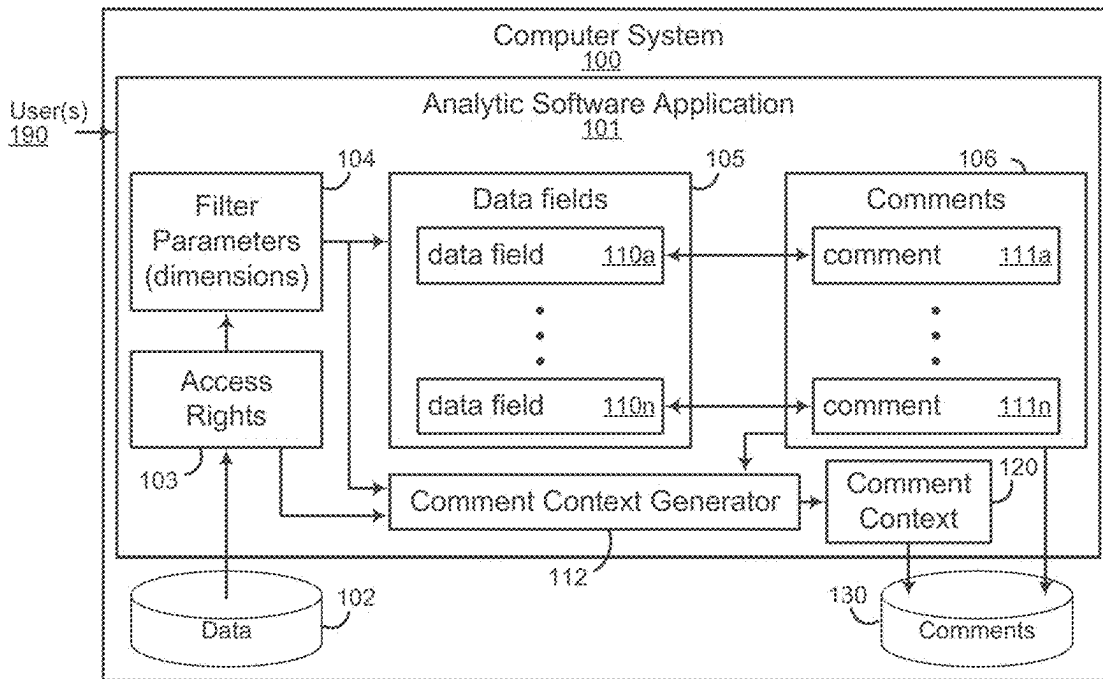 Computer System
100
User(s)
190
Analytic Software Application
101
104
Filter
Parameters
(dimensions)
105
Data fields
data field 110a
data field 110n
106
Comments
comment 111a
comment 111n
Access
Rights
103
Comment Context Generator
112
120
Comment
Context
Data
102
130
Comments